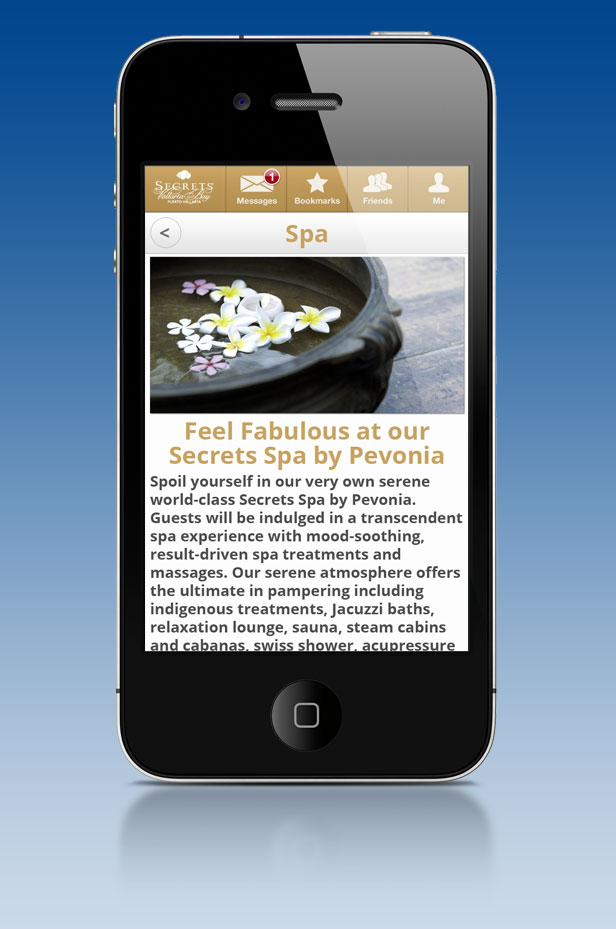 SECRETS
Vallarta Bay
PUERTO VALLARTA
1
Messages
Bookmarks
Friends
Me
<
Spa
Feel Fabulous at our
Secrets Spa by Pevonia
Spoil yourself in our very own serene
world-class Secrets Spa by Pevonia.
Guests will be indulged in a transcendent
spa experience with mood-soothing,
result-driven spa treatments and
massages. Our serene atmosphere offers
the ultimate in pampering including
indigenous treatments, Jacuzzi baths,
relaxation lounge, sauna, steam cabins
and cabanas, swiss shower, acupressure